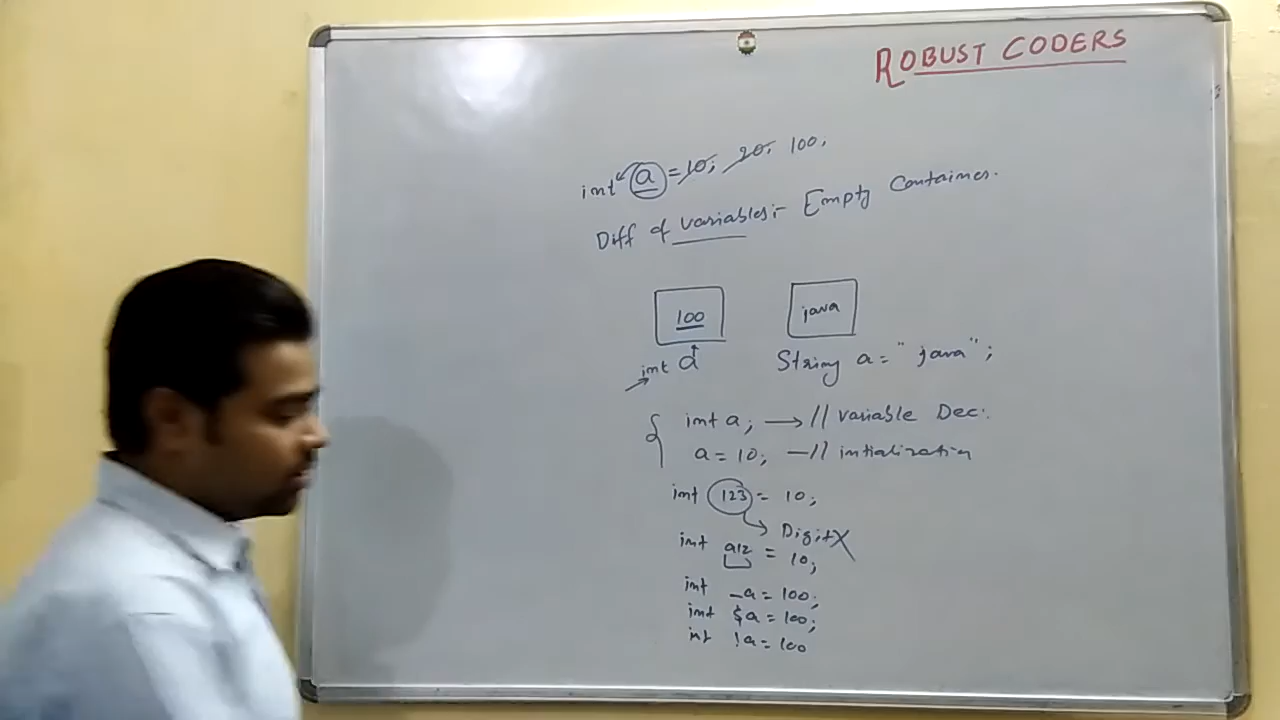 ROBUST CODERS
int a = 10; 20; 100;
Diff of variables:- Empty Container.
100 java
int a String a = "java";
int a; → // variable Dec.
a = 10; — // intialization
int 123 = 10;
Digit X
int a12 = 10;
int _a = 100;
int $a = 100;
int !a = 100